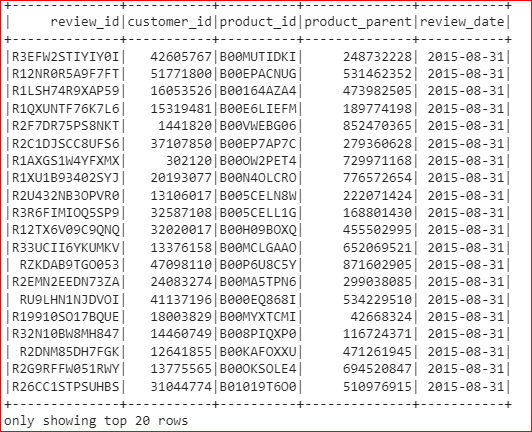 +--------------+-----------+----------+--------------+-----------+
|     review_id|customer_id|product_id|product_parent|review_date|
+--------------+-----------+----------+--------------+-----------+
|R3EFW2STIYIY0I|   42605767|B00MUTIDKI|     248732228| 2015-08-31|
|R12NR0R5A9F7FT|   51771800|B00EPACNUG|     531462352| 2015-08-31|
|R1LSH74R9XAP59|   16053526|B00164AZA4|     473982505| 2015-08-31|
|R1QXUNTF76K7L6|   15319481|B00E6LIEFM|     189774198| 2015-08-31|
|R2F7DR75PS8NKT|    1441820|B00VWEBG06|     852470365| 2015-08-31|
|R2C1DJSCC8UFS6|   37107850|B00EP7AP7C|     279360628| 2015-08-31|
|R1AXGS1W4YFXMX|     302120|B00OW2PET4|     729971168| 2015-08-31|
|R1XU1B93402SYJ|   20193077|B00N4OLCRO|     776572654| 2015-08-31|
|R2U432NB3OPVR0|   13106017|B005CELN8W|     222071424| 2015-08-31|
|R3R6FIMIOQ5SP9|   32587108|B005CELL1G|     168801430| 2015-08-31|
|R12TX6V09C9QNQ|   32020017|B00H09BOXQ|     455502995| 2015-08-31|
|R33UCII6YKUMKV|   13376158|B00MCLGAAO|     652069521| 2015-08-31|
| RZKDAB9TGO053|   47098110|B00P6U8C5Y|     871602905| 2015-08-31|
|R2EMN2EEDN73ZA|   24083274|B00MA5TPN6|     299038085| 2015-08-31|
| RU9LHN1NJDVOI|   41137196|B000EQ868I|     534229510| 2015-08-31|
|R19910SO17BQUE|   18003829|B00MYXTCMI|      42668324| 2015-08-31|
|R32N10BW8MH847|   14460749|B008PIQXP0|     116724371| 2015-08-31|
| R2DNM85DH7FGK|   12641855|B00KAFOXXU|     471261945| 2015-08-31|
|R2G9RFFW051RWY|   13775565|B00OKSOLE4|     694520847| 2015-08-31|
|R26CC1STPSUHBS|   31044774|B01019T6O0|     510976915| 2015-08-31|
+--------------+-----------+----------+--------------+-----------+
only showing top 20 rows